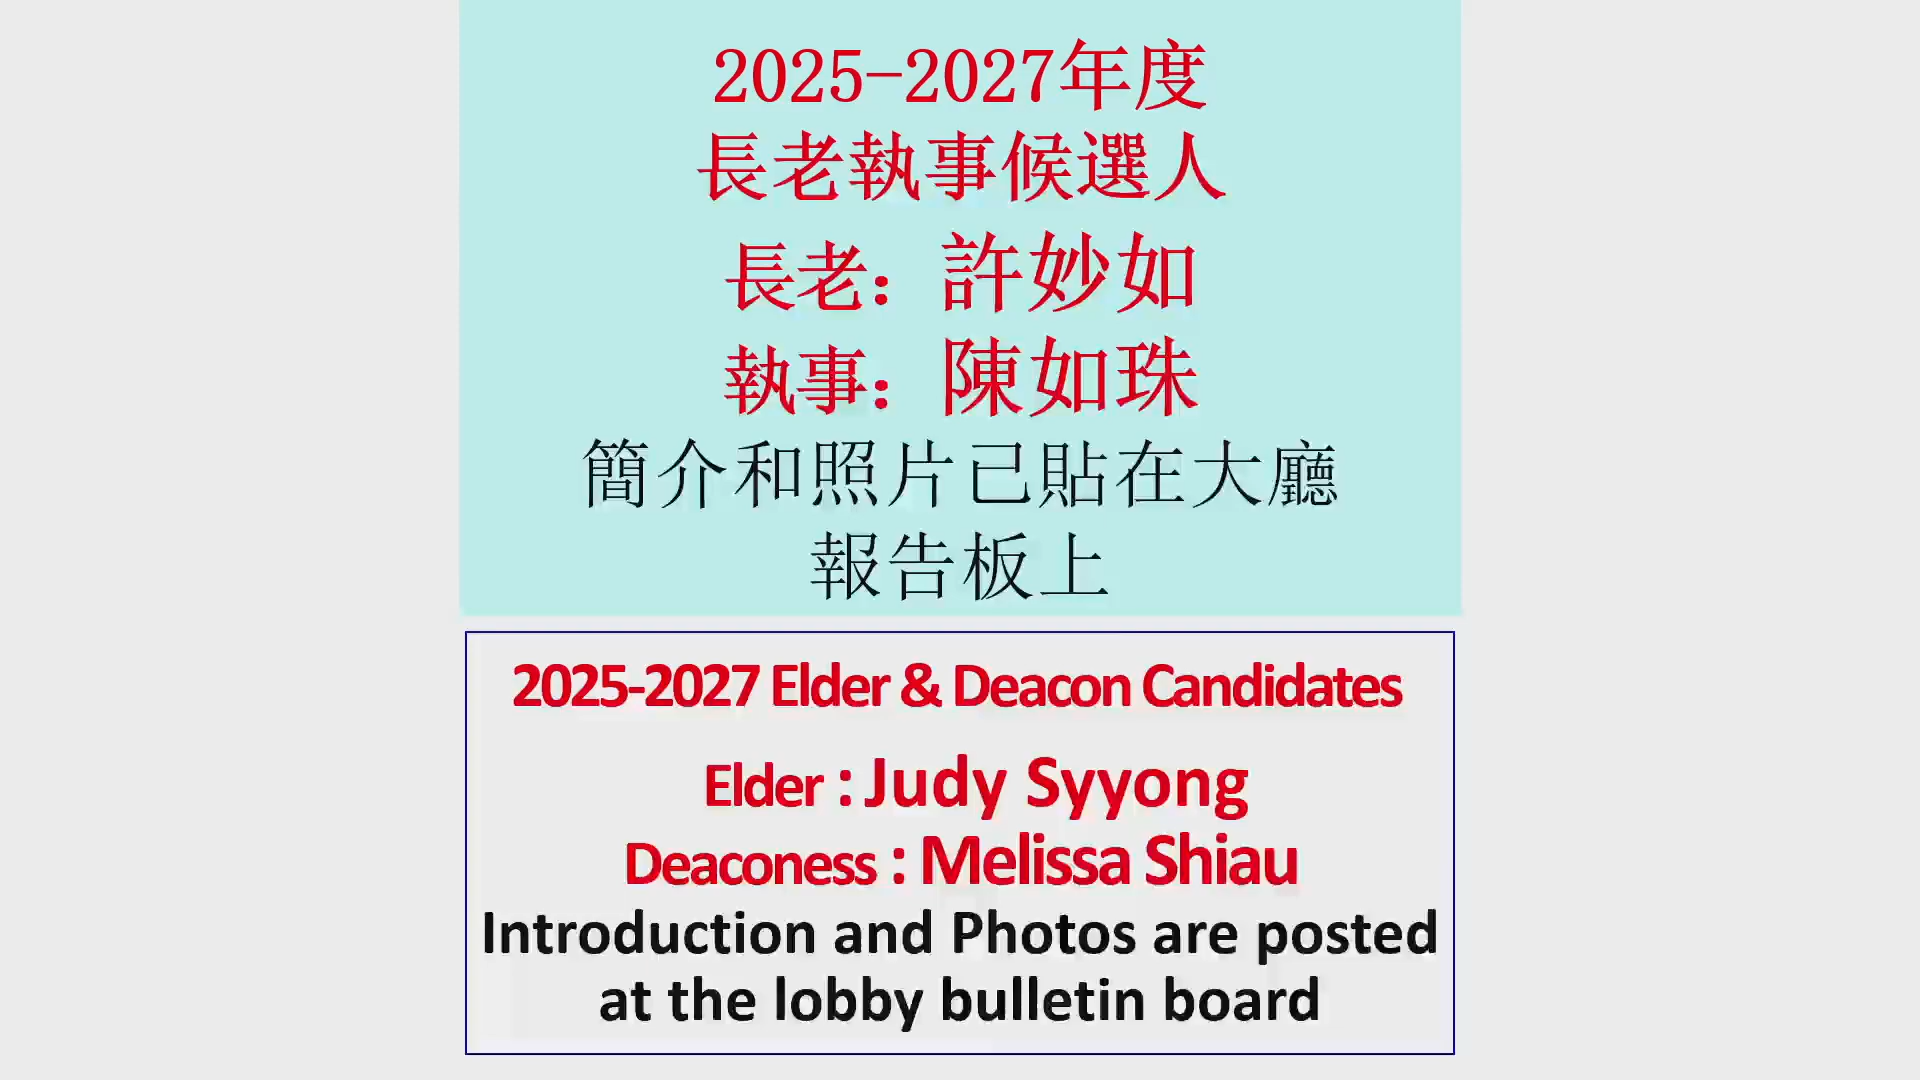 2025-2027年度
長老執事候選人
長老：許妙如
執事：陳如珠
簡介和照片已貼在大廳
報告板上
2025-2027 Elder & Deacon Candidates
Elder : Judy Syyong
Deaconess : Melissa Shiau
Introduction and Photos are posted
at the lobby bulletin board